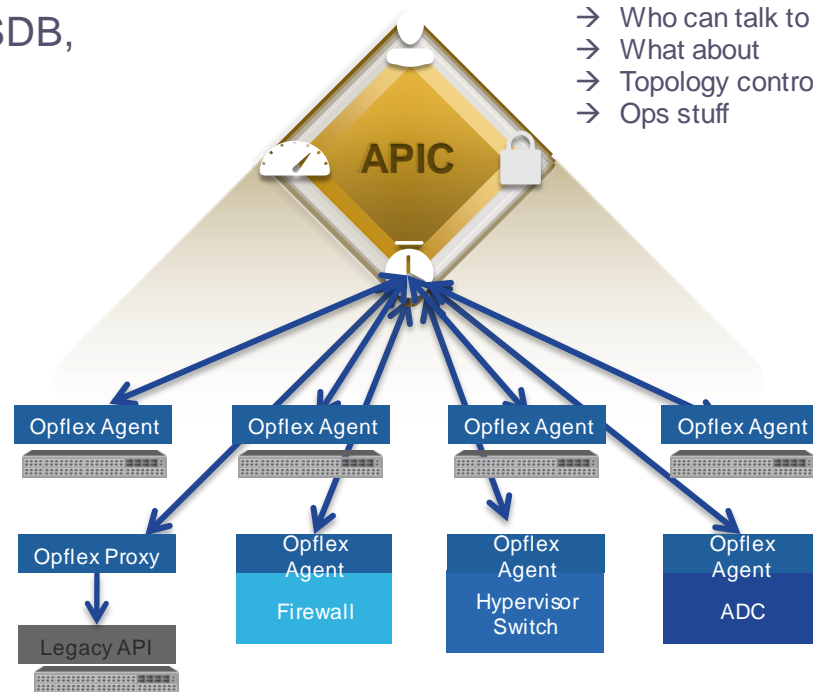 SDB,
→ Who can talk to
→ What about
→ Topology contro
→ Ops stuff
APIC
Opflex Agent
Opflex Agent
Opflex Agent
Opflex Agent
Opflex Proxy
Opflex
Agent
Opflex
Agent
Opflex
Agent
Firewall
Hypervisor
Switch
ADC
Legacy API